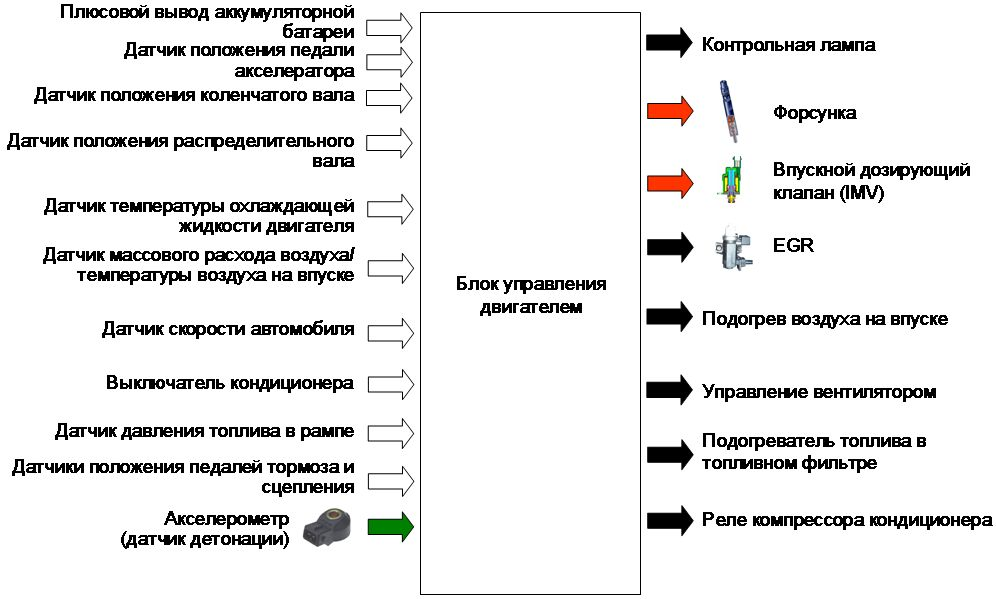 Плюсовой вывод аккумуляторной
батареи
Датчик положения педали
акселератора
Датчик положения коленчатого вала
Датчик положения распределительного
вала
Датчик температуры охлаждающей
жидкости двигателя
Датчик массового расхода воздуха/
температуры воздуха на впуске
Датчик скорости автомобиля
Выключатель кондиционера
Датчик давления топлива в рампе
Датчики положения педалей тормоза и
сцепления
Акселерометр
(датчик детонации)
Блок управления
двигателем
Контрольная лампа
Форсунка
Впускной дозирующий
клапан (IMV)
EGR
Подогрев воздуха на впуске
Управление вентилятором
Подогреватель топлива в
топливном фильтре
Реле компрессора кондиционера